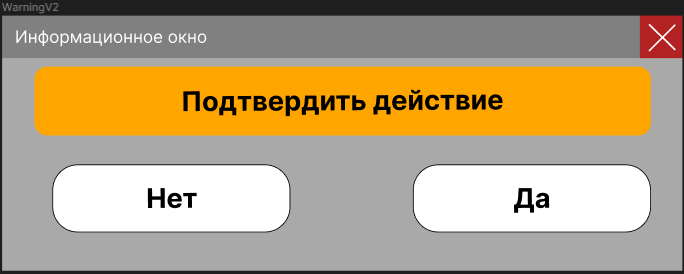 WarningV2
Информационное окно
Подтвердить действие
Нет
Да